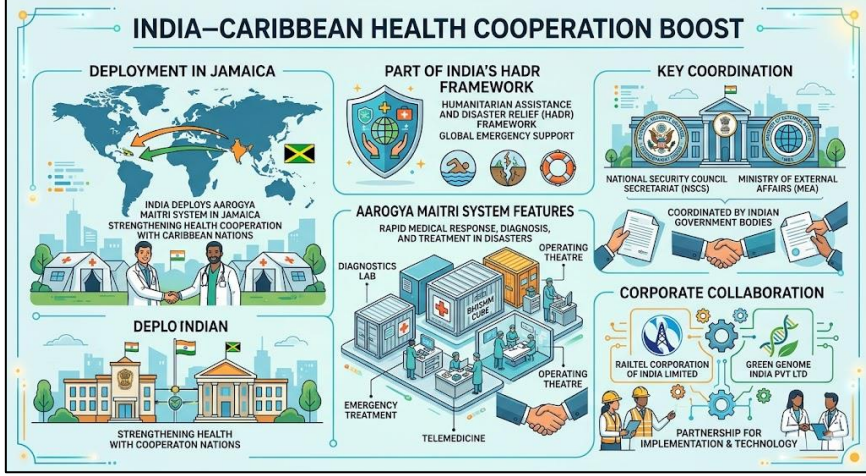 INDIA–CARIBBEAN HEALTH COOPERATION BOOST
DEPLOYMENT IN JAMAICA
INDIA DEPLOYS AAROGYA
MAITRI SYSTEM IN JAMAICA
STRENGTHENING HEALTH COOPERATION
WITH CARIBBEAN NATIONS
DEPLO INDIAN
STRENGTHENING HEALTH
WITH COOPERATON NATIONS
PART OF INDIA'S HADR
FRAMEWORK
HUMANITARIAN ASSISTANCE
AND DISASTER RELIEF (HADR)
FRAMEWORK
GLOBAL EMERGENCY SUPPORT
AAROGYA MAITRI SYSTEM FEATURES
RAPID MEDICAL RESPONSE, DIAGNOSIS,
AND TREATMENT IN DISASTERS
DIAGNOSTICS
LAB
OPERATING
THEATRE
BHISMM
CUBE
EMERGENCY
TREATMENT
TELEMEDICINE
OPERATING
THEATRE
KEY COORDINATION
NATIONAL SECURITY COUNCIL
SECRETARIAT (NSCS)
MINISTRY OF EXTERNAL
AFFAIRS (MEA)
COORDINATED BY INDIAN
GOVERNMENT BODIES
CORPORATE COLLABORATION
RAILTEL CORPORATION
OF INDIA LIMITED
GREEN GENOME
INDIA PVT LTD
PARTNERSHIP FOR
IMPLEMENTATION & TECHNOLOGY